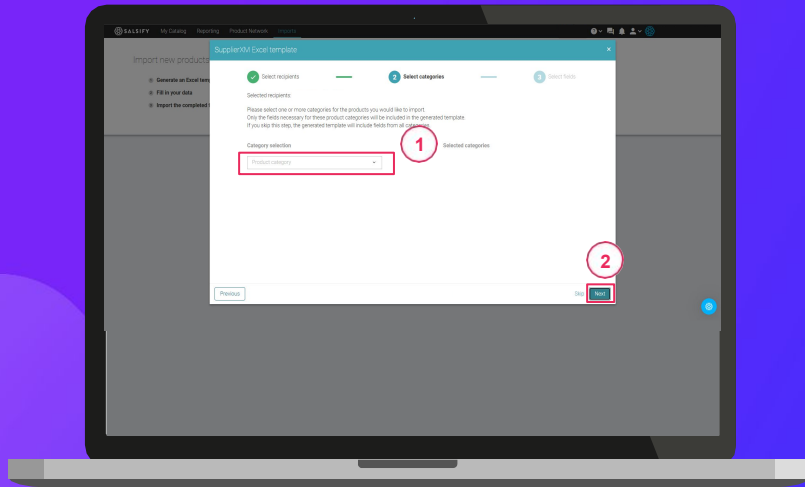 SALSIFY My Catalog Reporting Product Network Imports
Import new products
Generate an Excel tem
Fill in your data
Import the completed
SupplierXM Excel template
×
Select recipients
2 Select categories
3 Select fields
Selected recipients:
Please select one or more categories for the products you would like to import.
Only the fields necessary for these product categories will be included in the generated template.
If you skip this step, the generated template will include fields from all categories.
Category selection
1
Selected categories
Product category
2
Previous
Skip
Next